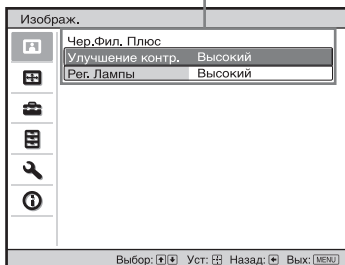 Изображ.
Чер.Фил. Плюс
Улучшение контр. Высокий
Рег. Лампы Высокий
Выбор: Уст: Назад: Вых: MENU